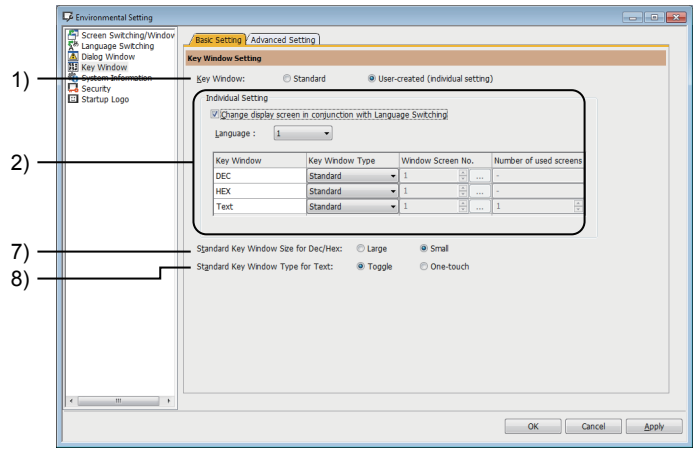 Environmental Setting
Screen Switching/Window
Language Switching
Dialog Window
Key Window
System Information
Security
Startup Logo
Basic Setting / Advanced Setting
Key Window Setting
1)
Key Window: Standard User-created (individual setting)
Individual Setting
Change display screen in conjunction with Language Switching
Language : 1
2)
Key Window Key Window Type Window Screen No. Number of used screens
DEC Standard 1 ... -
HEX Standard 1 ... -
Text Standard 1 ... 1
7)
Standard Key Window Size for Dec/Hex: Large Small
8)
Standard Key Window Type for Text: Toggle One-touch
OK Cancel Apply